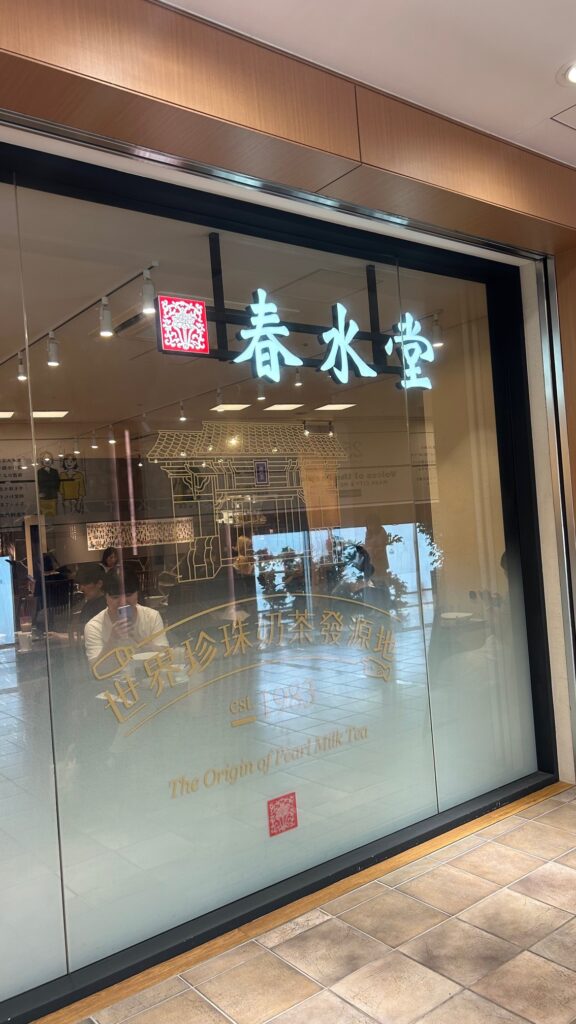 春水堂
世界珍珠奶茶發源地
est. 1983
The Origin of Pearl Milk Tea